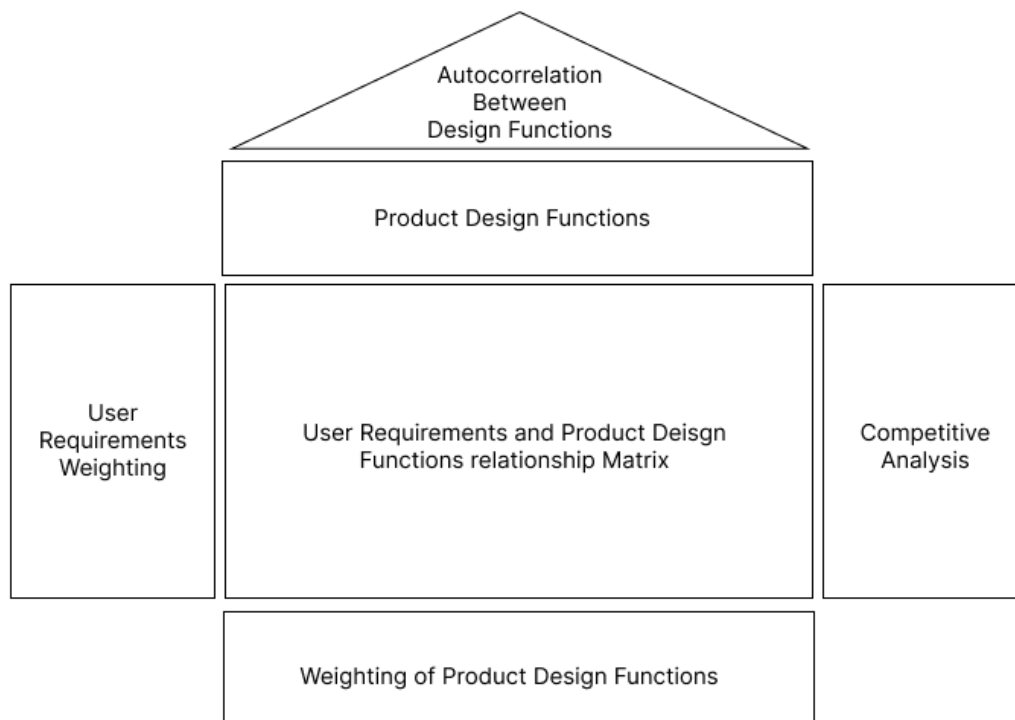 Autocorrelation
Between
Design Functions
Product Design Functions
User
Requirements
Weighting
User Requirements and Product Deisgn
Functions relationship Matrix
Competitive
Analysis
Weighting of Product Design Functions